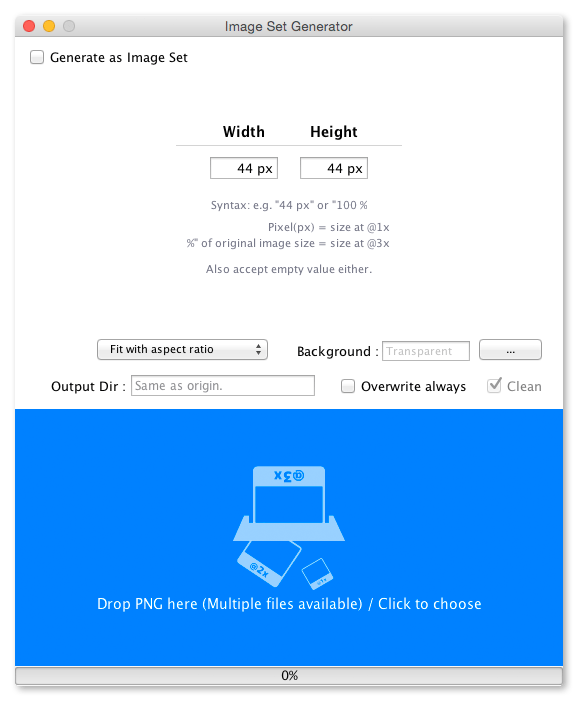 Image Set Generator
Generate as Image Set
Width Height
44 px 44 px
Syntax: e.g. "44 px" or "100 %
Pixel(px) = size at @1x
%" of original image size = size at @3x
Also accept empty value either.
Fit with aspect ratio Background : Transparent ...
Output Dir : Same as origin. Overwrite always Clean
@3x
@2x
@1x
Drop PNG here (Multiple files available) / Click to choose
0%